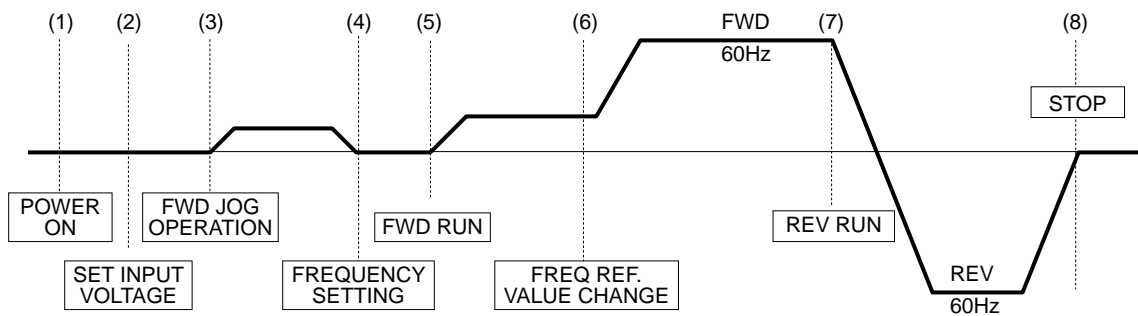 (1)
(2)
(3)
(4)
(5)
(6)
FWD
(7)
(8)
60Hz
STOP
POWER
ON
FWD JOG
OPERATION
FWD RUN
REV RUN
SET INPUT
VOLTAGE
FREQUENCY
SETTING
FREQ REF.
VALUE CHANGE
REV
60Hz